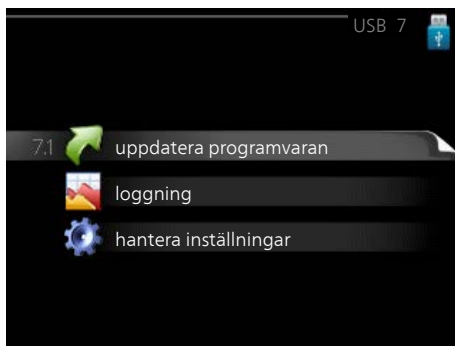 USB 7
7.1 uppdatera programvaran
loggning
hantera inställningar